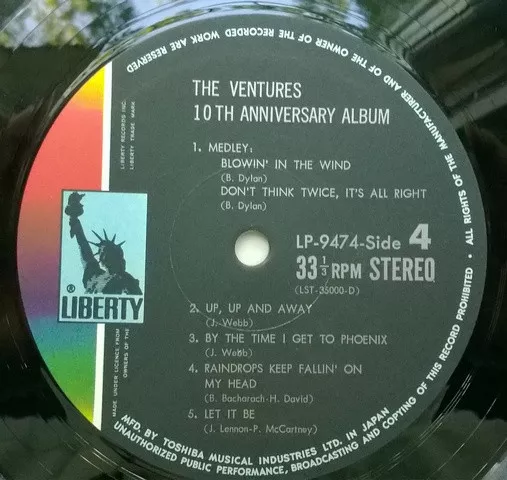 ALL RIGHTS OF THE MANUFACTURER AND OF THE OWNER OF THE RECORDED WORK ARE RESERVED
THE VENTURES
10TH ANNIVERSARY ALBUM
1. MEDLEY:
BLOWIN' IN THE WIND
(B. Dylan)
DON'T THINK TWICE, IT'S ALL RIGHT
(B. Dylan)
LP-9474-Side 4
33 1/3 RPM STEREO
(LST-35000-D)
2. UP, UP AND AWAY
(J. Webb)
3. BY THE TIME I GET TO PHOENIX
(J. Webb)
4. RAINDROPS KEEP FALLIN' ON
MY HEAD
(B. Bacharach-H. David)
5. LET IT BE
(J. Lennon-P. McCartney)
LIBERTY RECORDS INC.
LIBERTY TRADE MARK
® LIBERTY
MADE UNDER LICENCE FROM
OWNERS OF THE
MFD. BY TOSHIBA MUSICAL INDUSTRIES LTD. IN JAPAN
UNAUTHORIZED PUBLIC PERFORMANCE, BROADCASTING AND COPYING OF THIS RECORD PROHIBITED